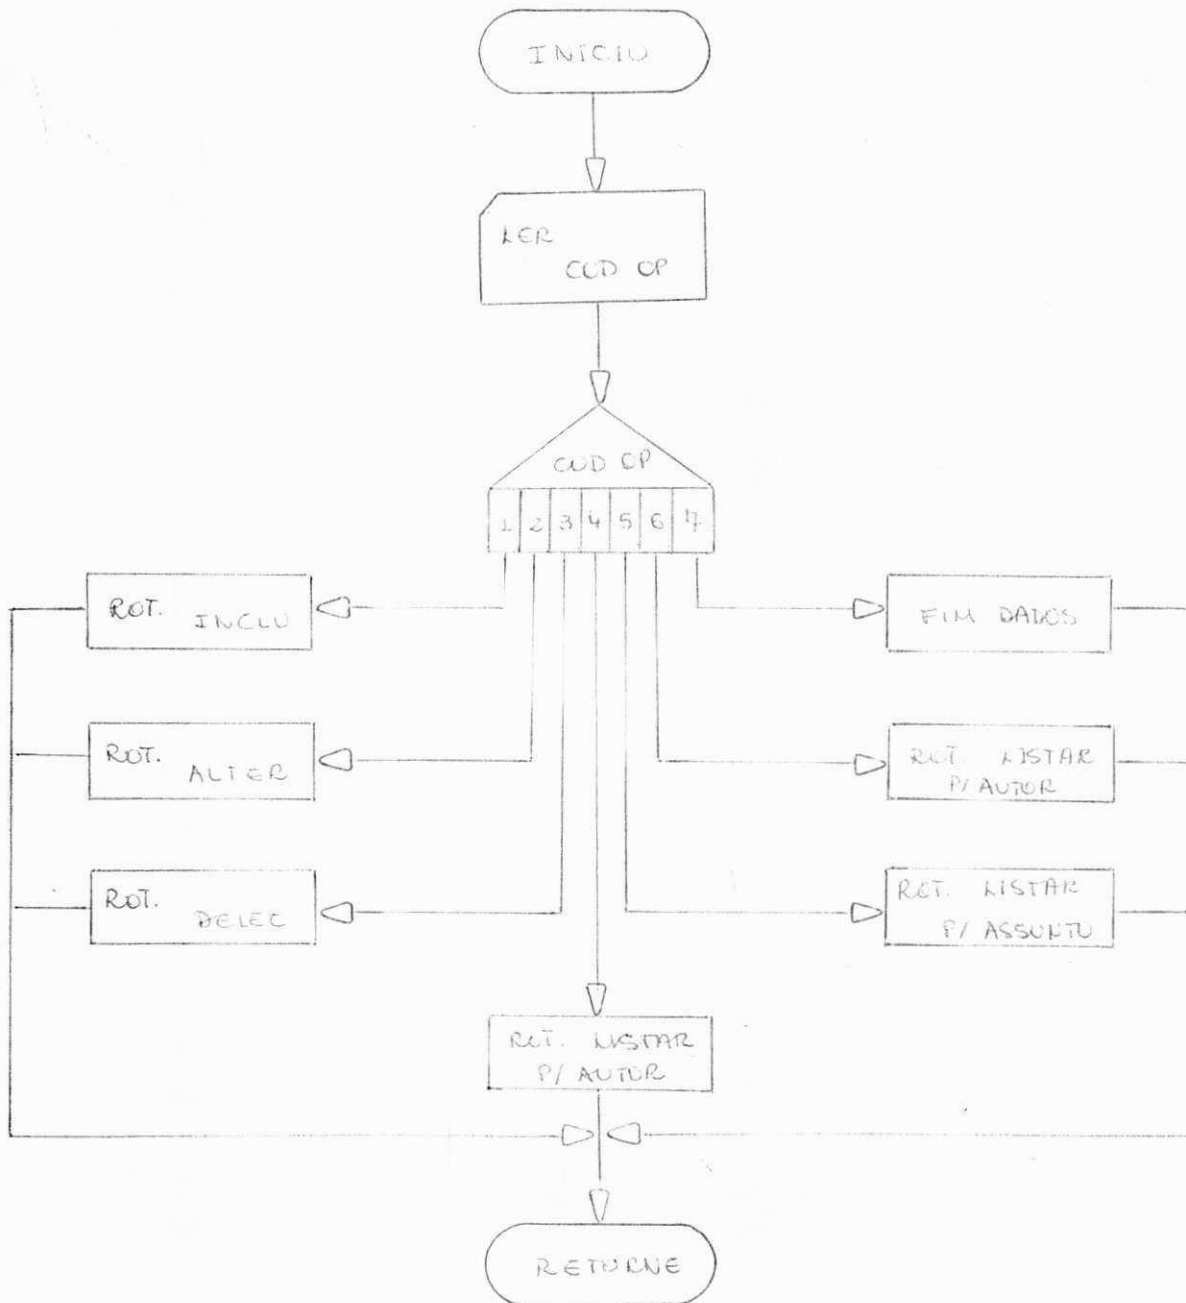 INICIO
LER
COD OP
COD OP
1 2 3 4 5 6 7
ROT. INCLU
FIM DADOS
ROT. ALTER
ROT. LISTAR
P/ AUTOR
ROT. DELEC
ROT. LISTAR
P/ ASSUNTO
ROT. LISTAR
P/ AUTOR
RETORNE